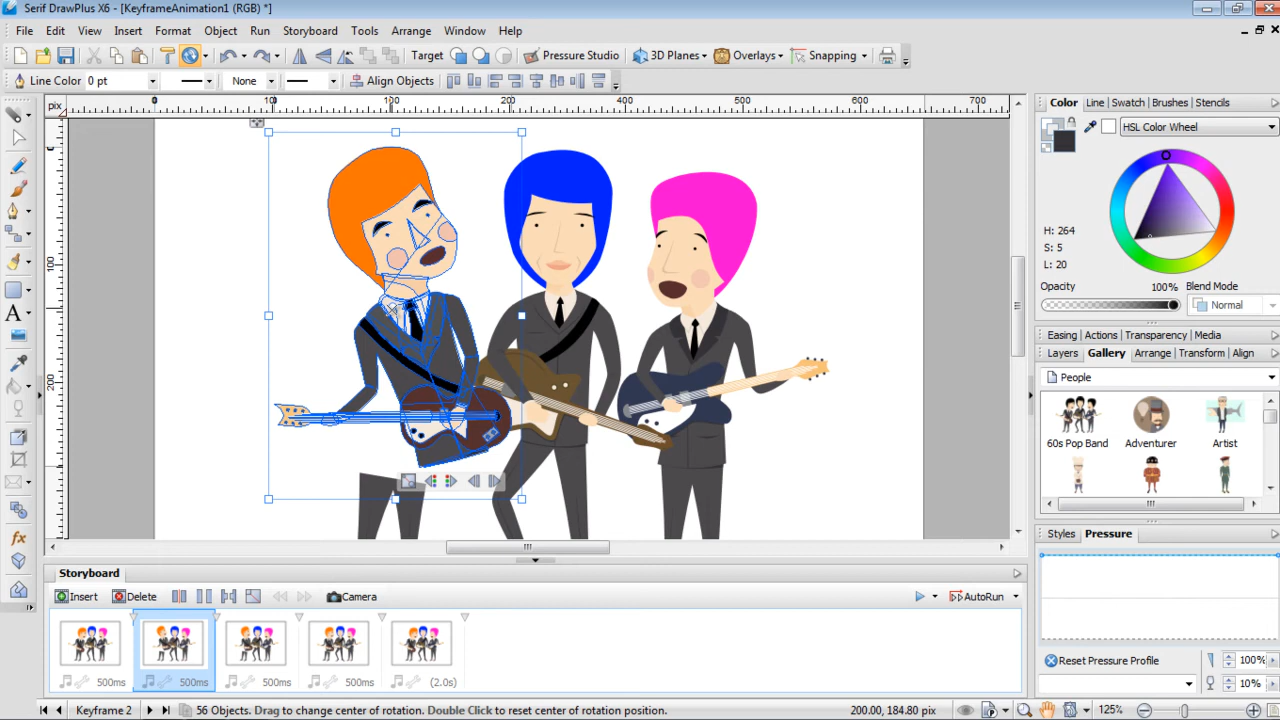 Serif DrawPlus X6 - [KeyframeAnimation1 (RGB) *]
File Edit View Insert Format Object Run Storyboard Tools Arrange Window Help
Target Pressure Studio 3D Planes Overlays Snapping
Line Color 0 pt None Align Objects
pix 0 100 200 300 400 500 600 700
0
100
200
Color Line Swatch Brushes Stencils
HSL Color Wheel
H: 264
S: 5
L: 20
Opacity 100% Blend Mode
Normal
Easing Actions Transparency Media
Layers Gallery Arrange Transform Align
People
60s Pop Band Adventurer Artist
Styles Pressure
Reset Pressure Profile 100%
10%
Storyboard
Insert Delete Camera AutoRun
500ms 500ms 500ms 500ms (2.0s)
Keyframe 2 56 Objects. Drag to change center of rotation. Double Click to reset center of rotation position. 200.00, 184.80 pix 125%